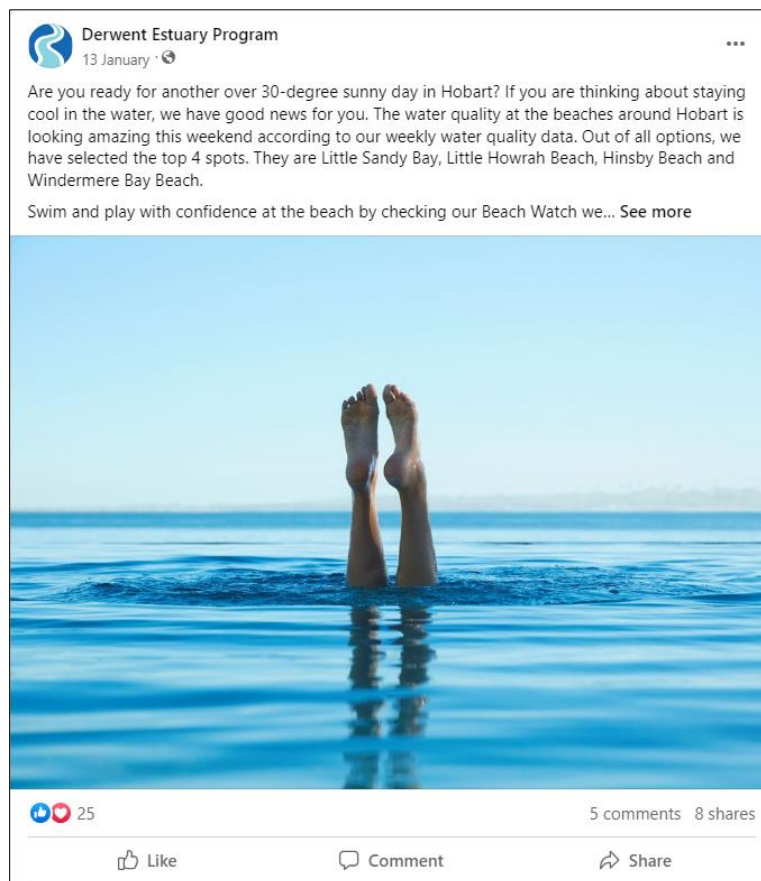 Derwent Estuary Program
13 January ·
Are you ready for another over 30-degree sunny day in Hobart? If you are thinking about staying
cool in the water, we have good news for you. The water quality at the beaches around Hobart is
looking amazing this weekend according to our weekly water quality data. Out of all options, we
have selected the top 4 spots. They are Little Sandy Bay, Little Howrah Beach, Hinsby Beach and
Windermere Bay Beach.
Swim and play with confidence at the beach by checking our Beach Watch we... See more
25
5 comments 8 shares
Like Comment Share